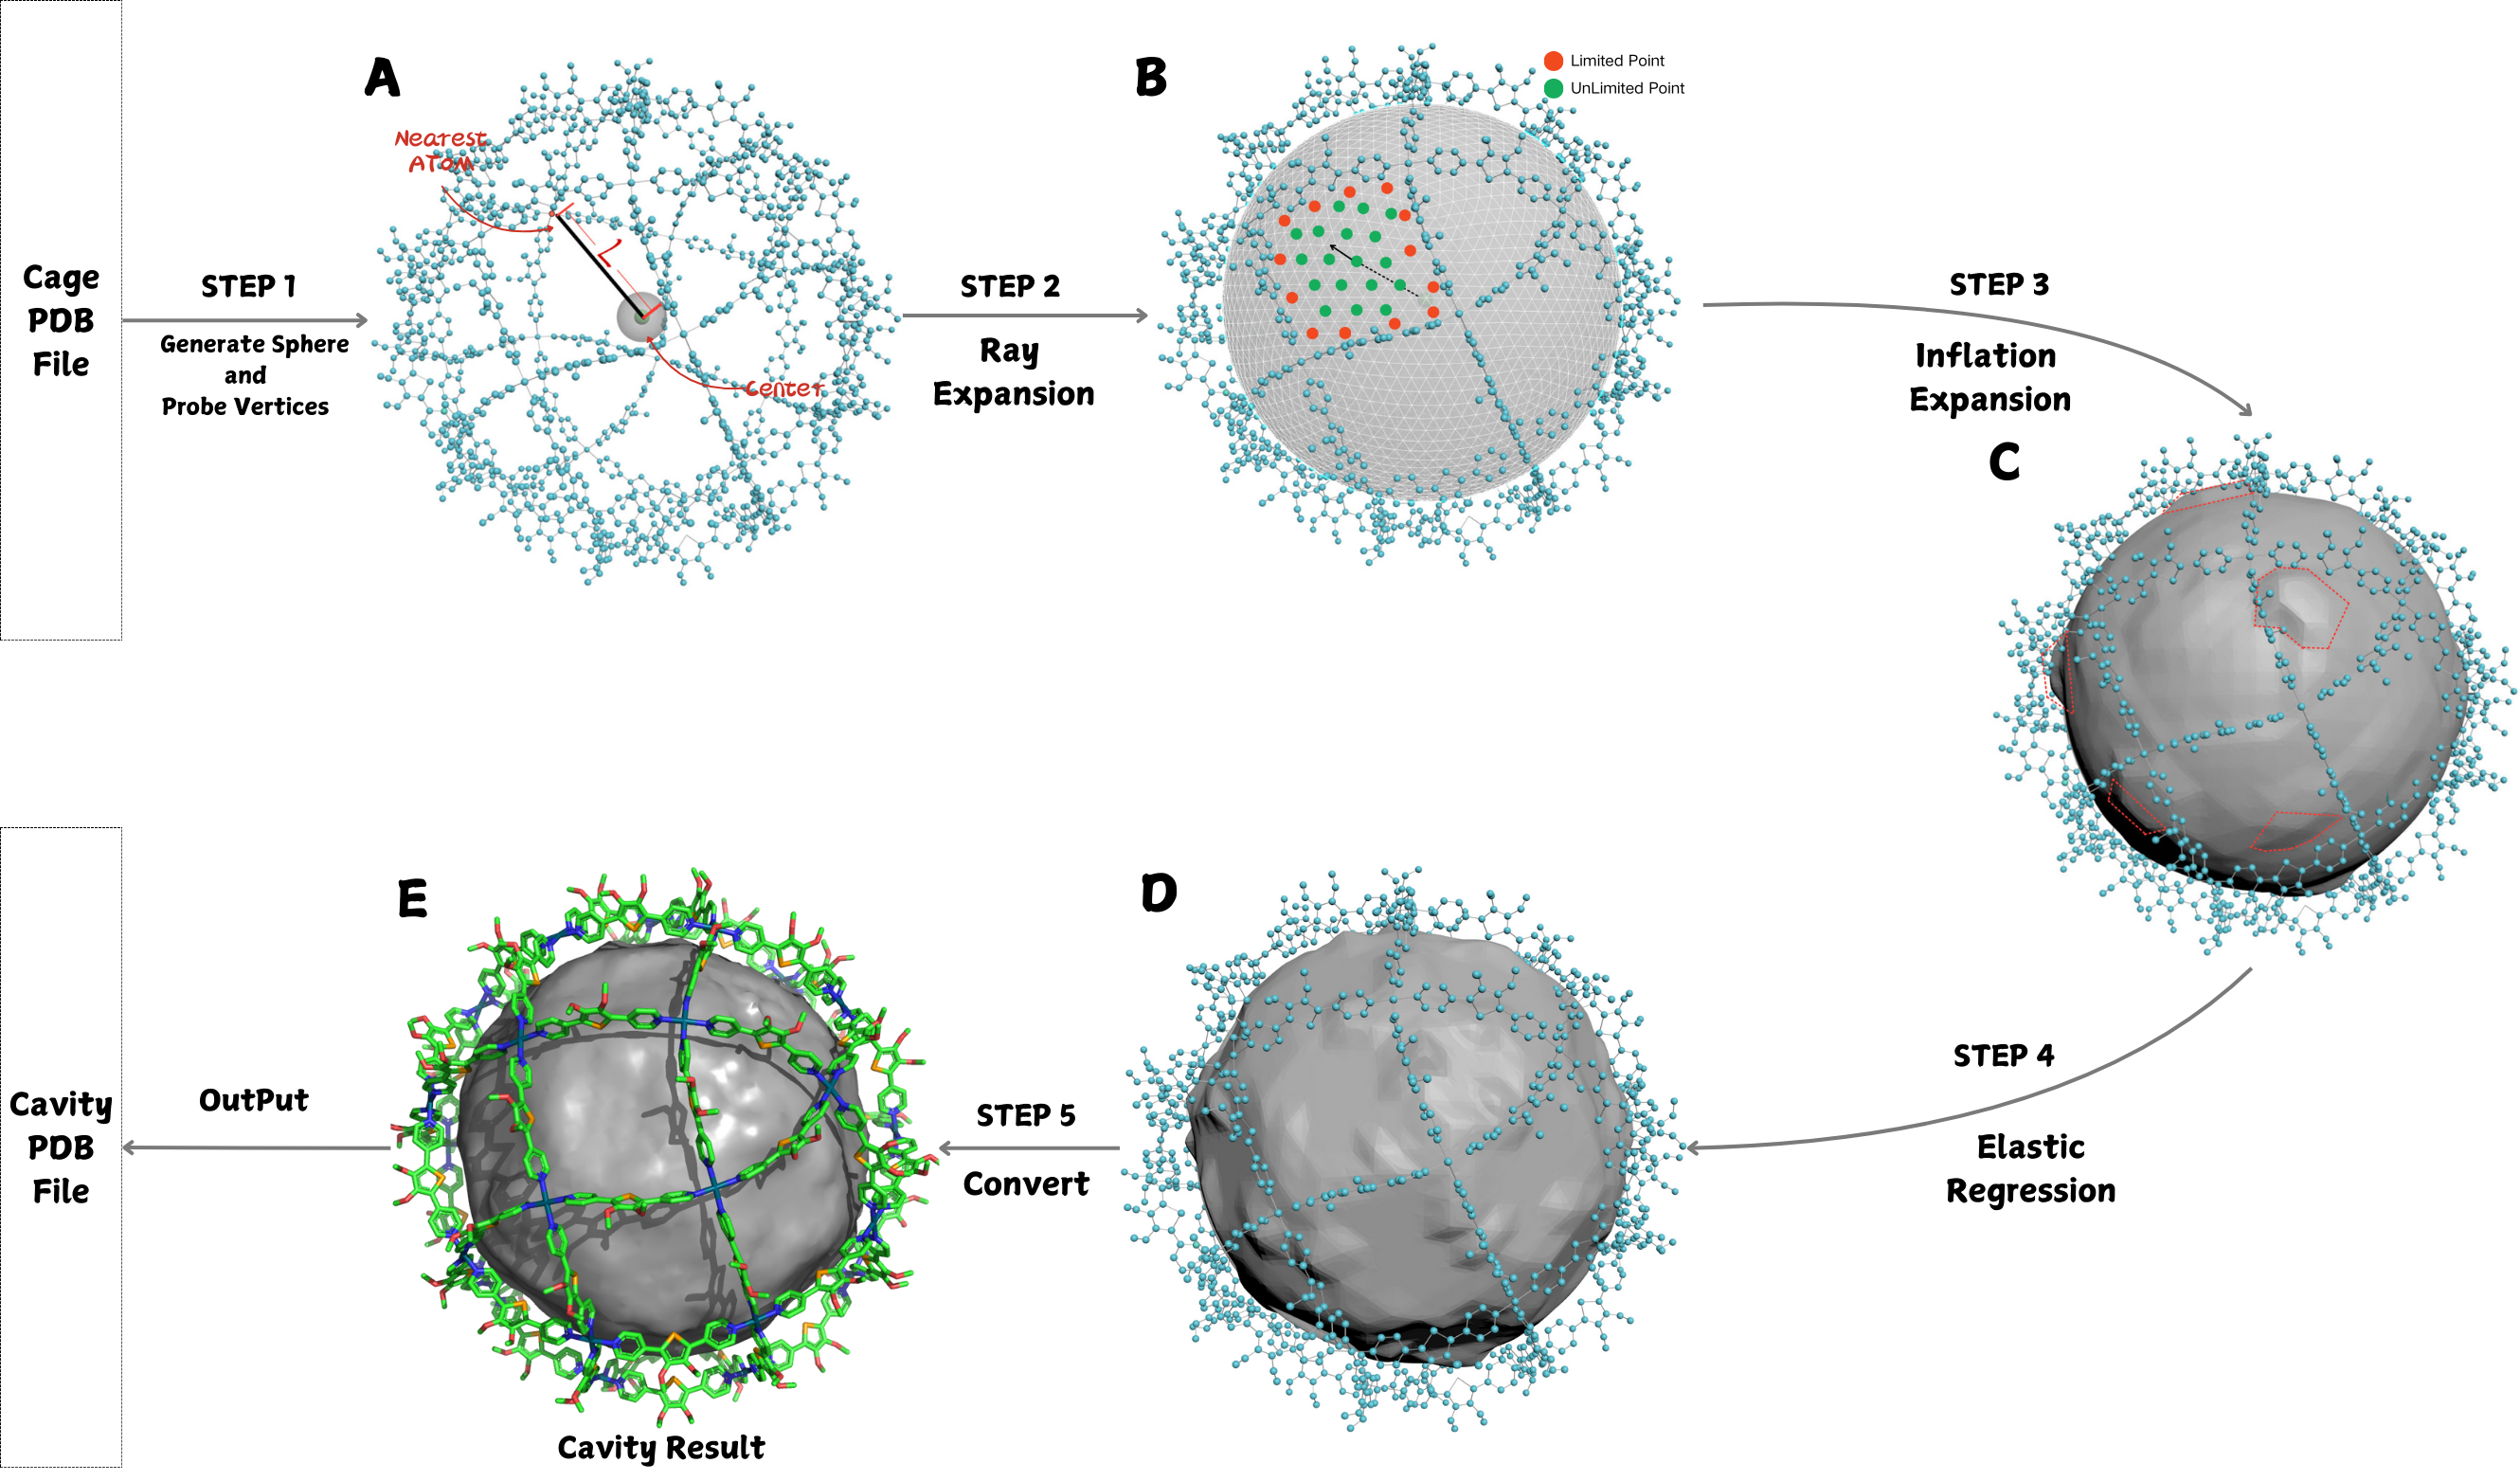 Cage
PDB
File
STEP 1
Generate Sphere
and
Probe Vertices
A
Nearest
ATom
L
Center
STEP 2
Ray
Expansion
B
Limited Point
UnLimited Point
STEP 3
Inflation
Expansion
C
STEP 4
Elastic
Regression
D
STEP 5
Convert
E
Cavity Result
OutPut
Cavity
PDB
File